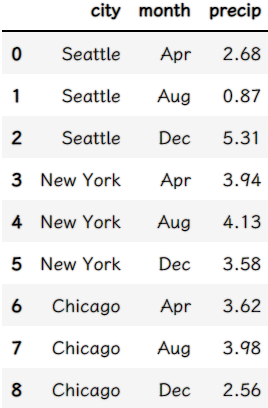 city month precip
0 Seattle Apr 2.68
1 Seattle Aug 0.87
2 Seattle Dec 5.31
3 New York Apr 3.94
4 New York Aug 4.13
5 New York Dec 3.58
6 Chicago Apr 3.62
7 Chicago Aug 3.98
8 Chicago Dec 2.56